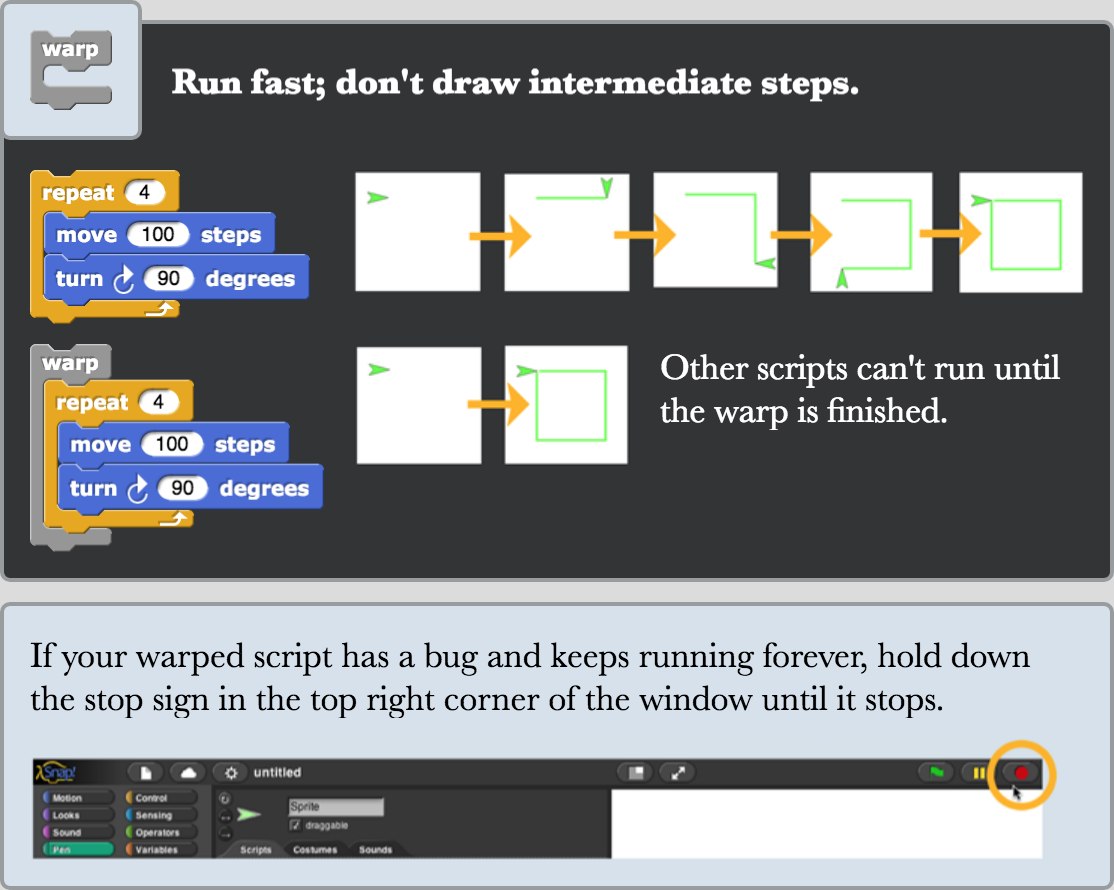 warp
Run fast; don't draw intermediate steps.
repeat 4
move 100 steps
turn 90 degrees
warp
repeat 4
move 100 steps
turn 90 degrees
Other scripts can't run until
the warp is finished.
If your warped script has a bug and keeps running forever, hold down
the stop sign in the top right corner of the window until it stops.
Snap!
untitled
Motion Control
Looks Sensing
Sound Operators
Pen Variables
Sprite
draggable
Scripts Costumes Sounds